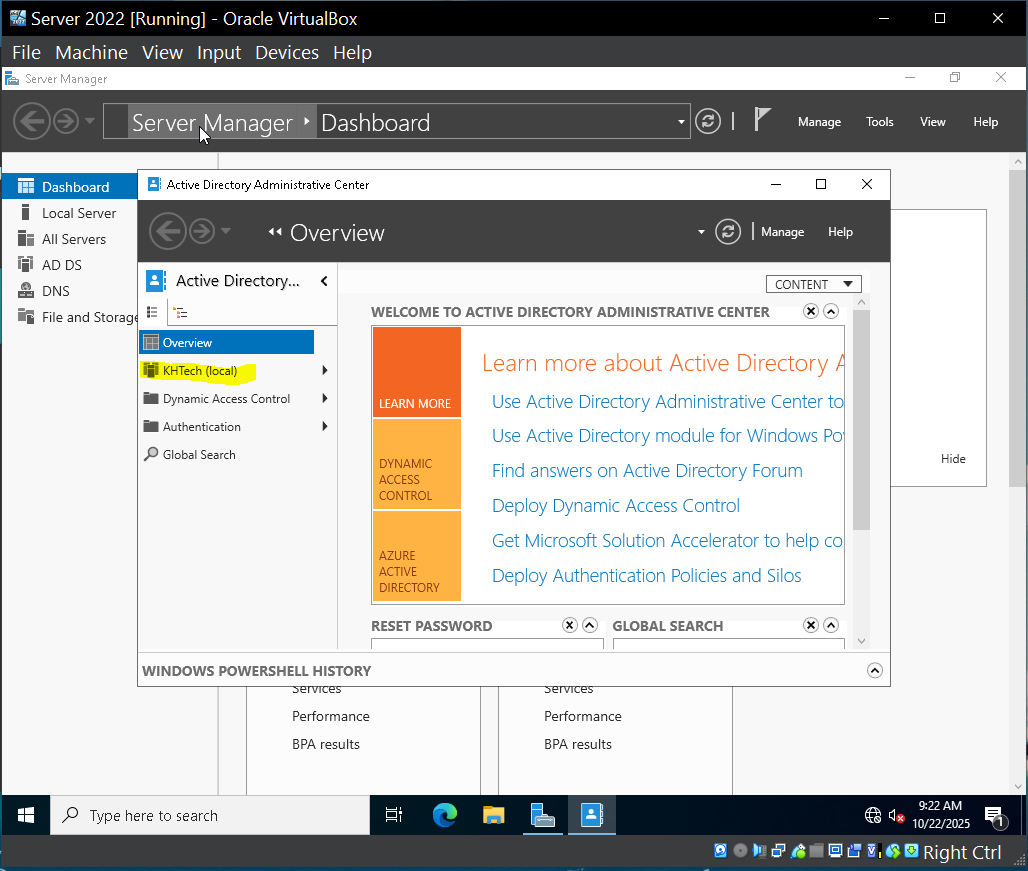 Server 2022 [Running] - Oracle VirtualBox
File Machine View Input Devices Help
Server Manager
Server Manager Dashboard
Manage Tools View Help
Dashboard
Local Server
All Servers
AD DS
DNS
File and Storage
Active Directory Administrative Center
Overview
Manage Help
Active Directory...
Overview
KHTech (local)
Dynamic Access Control
Authentication
Global Search
CONTENT
WELCOME TO ACTIVE DIRECTORY ADMINISTRATIVE CENTER
LEARN MORE
DYNAMIC
ACCESS
CONTROL
AZURE
ACTIVE
DIRECTORY
Learn more about Active Directory A
Use Active Directory Administrative Center to
Use Active Directory module for Windows Po
Find answers on Active Directory Forum
Deploy Dynamic Access Control
Get Microsoft Solution Accelerator to help co
Deploy Authentication Policies and Silos
RESET PASSWORD
GLOBAL SEARCH
WINDOWS POWERSHELL HISTORY
Hide
Services
Performance
BPA results
Services
Performance
BPA results
Type here to search
9:22 AM
10/22/2025
1
Right Ctrl